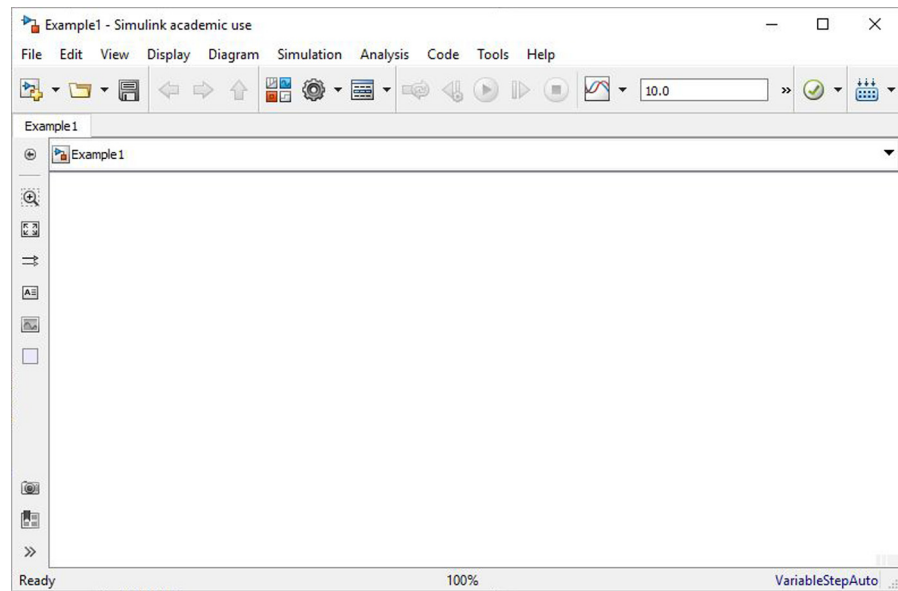 Example1 - Simulink academic use
File Edit View Display Diagram Simulation Analysis Code Tools Help
10.0
Example1
Example1
Ready 100% VariableStepAuto